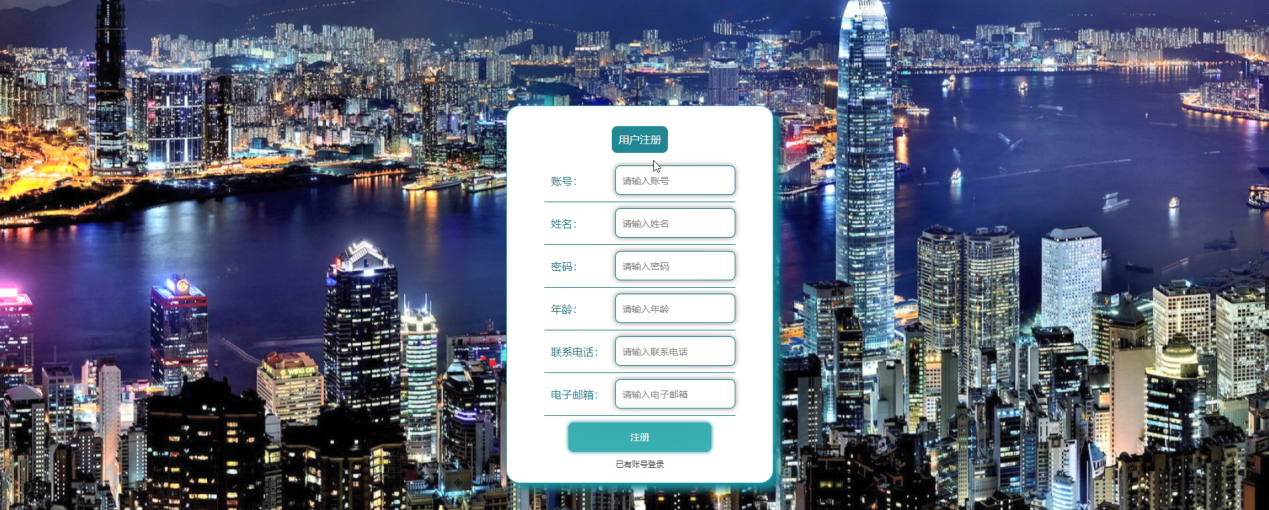 用户注册
账号：
请输入账号
姓名：
请输入姓名
密码：
请输入密码
年龄：
请输入年龄
联系电话：
请输入联系电话
电子邮箱：
请输入电子邮箱
注册
已有账号登录